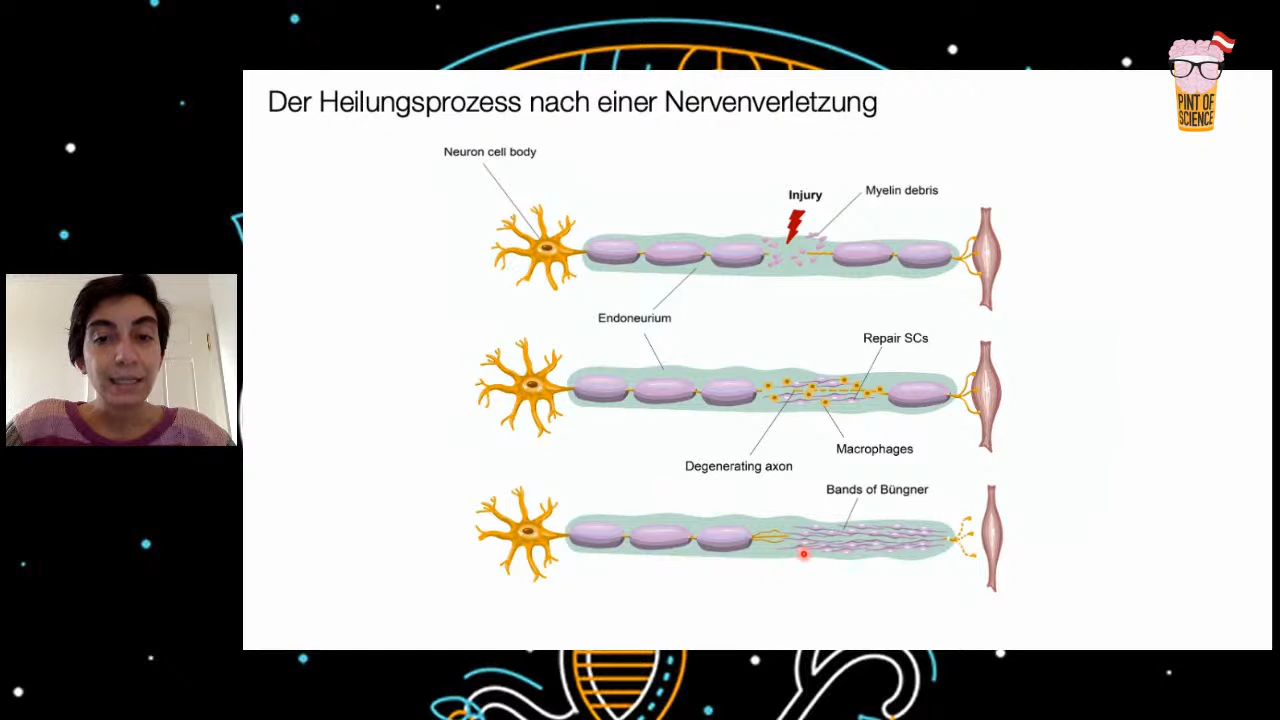 Der Heilungsprozess nach einer Nervenverletzung
PINT OF
SCIENCE
Neuron cell body
Injury
Myelin debris
Endoneurium
Repair SCs
Macrophages
Degenerating axon
Bands of Büngner